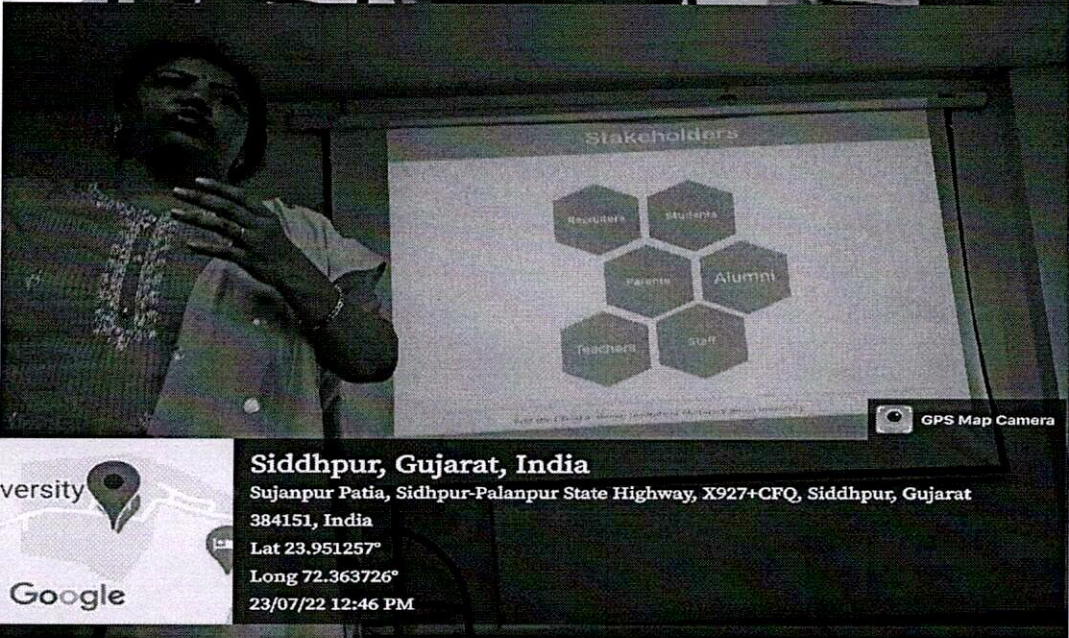 Stakeholders
Recruiters
Students
Parents
Alumni
Teachers
Staff
GPS Map Camera
versity
Google
Siddhpur, Gujarat, India
Sujanpur Patia, Sidhpur-Palanpur State Highway, X927+CFQ, Siddhpur, Gujarat
384151, India
Lat 23.951257°
Long 72.363726°
23/07/22 12:46 PM